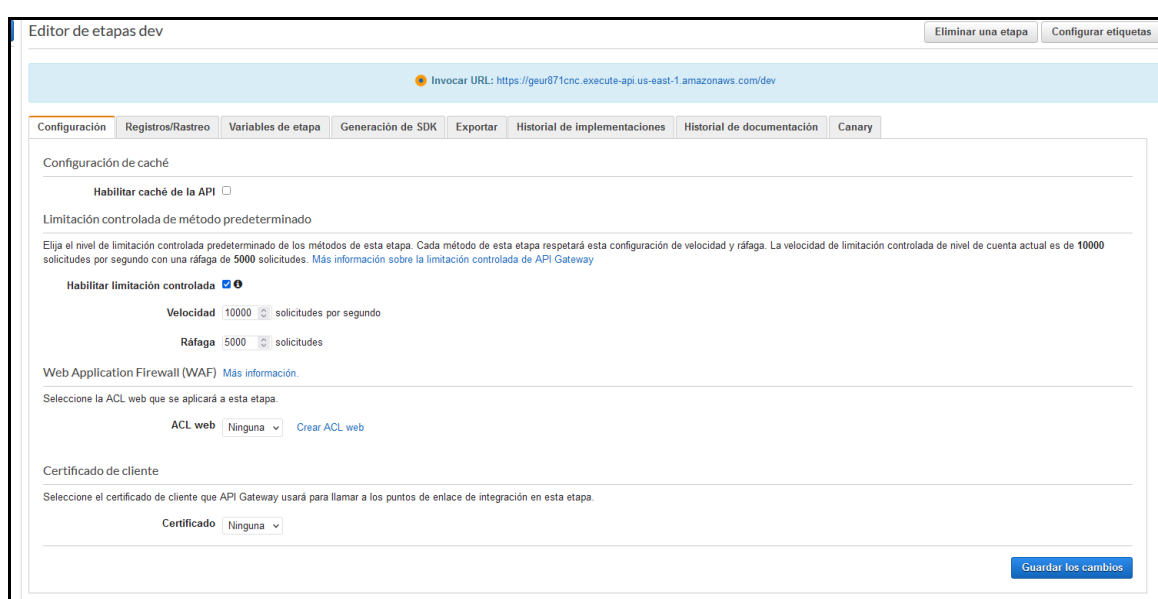 Editor de etapas dev
Eliminar una etapa
Configurar etiquetas
Invocar URL: https://geur871cnc.execute-api.us-east-1.amazonaws.com/dev
Configuración
Registros/Rastreo
Variables de etapa
Generación de SDK
Exportar
Historial de implementaciones
Historial de documentación
Canary
Configuración de caché
Habilitar caché de la API
Limitación controlada de método predeterminado
Elija el nivel de limitación controlada predeterminado de los métodos de esta etapa. Cada método de esta etapa respetará esta configuración de velocidad y ráfaga. La velocidad de limitación controlada de nivel de cuenta actual es de 10000
solicitudes por segundo con una ráfaga de 5000 solicitudes. Más información sobre la limitación controlada de API Gateway
Habilitar limitación controlada
Velocidad 10000 solicitudes por segundo
Ráfaga 5000 solicitudes
Web Application Firewall (WAF) Más información.
Seleccione la ACL web que se aplicará a esta etapa.
ACL web Ninguna Crear ACL web
Certificado de cliente
Seleccione el certificado de cliente que API Gateway usará para llamar a los puntos de enlace de integración en esta etapa.
Certificado Ninguna
Guardar los cambios